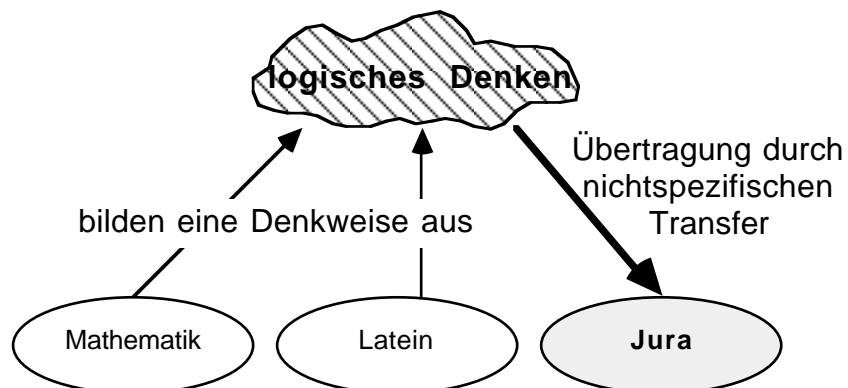 logisches Denken
Übertragung durch
nichtspezifischen
Transfer
bilden eine Denkweise aus
Mathematik
Latein
Jura